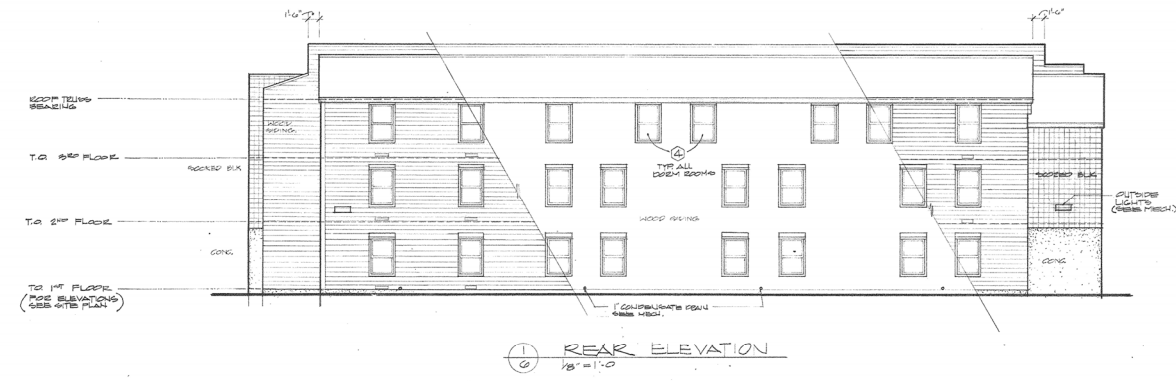 1'-6"
1'-6"
ROOF TRUSS
BEARING
WOOD
SIDING
T.O. 3RD FLOOR
SCORED BLK
4
TYP. ALL
DORM ROOMS
SCORED BLK
OUTSIDE
LIGHTS
(SEE MECH.)
T.O. 2ND FLOOR
WOOD SIDING
CONC.
CONC
T.O. 1ST FLOOR
(FOR ELEVATIONS
SEE SITE PLAN)
1" CONDENSATE DRAIN
SEE MECH.
1
6
REAR ELEVATION
1/8" = 1'-0